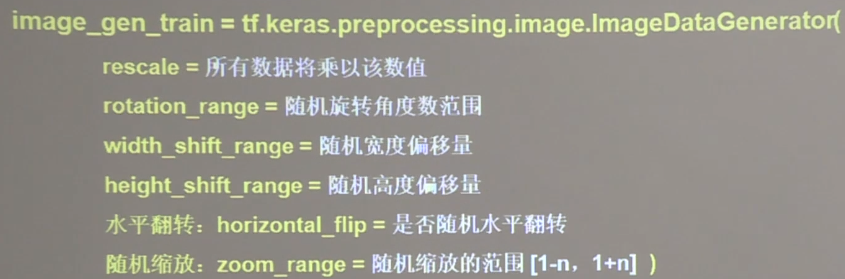 image_gen_train = tf.keras.preprocessing.image.ImageDataGenerator(
rescale = 所有数据将乘以该数值
rotation_range = 随机旋转角度数范围
width_shift_range = 随机宽度偏移量
height_shift_range = 随机高度偏移量
水平翻转：horizontal_flip = 是否随机水平翻转
随机缩放：zoom_range = 随机缩放的范围 [1-n，1+n] )